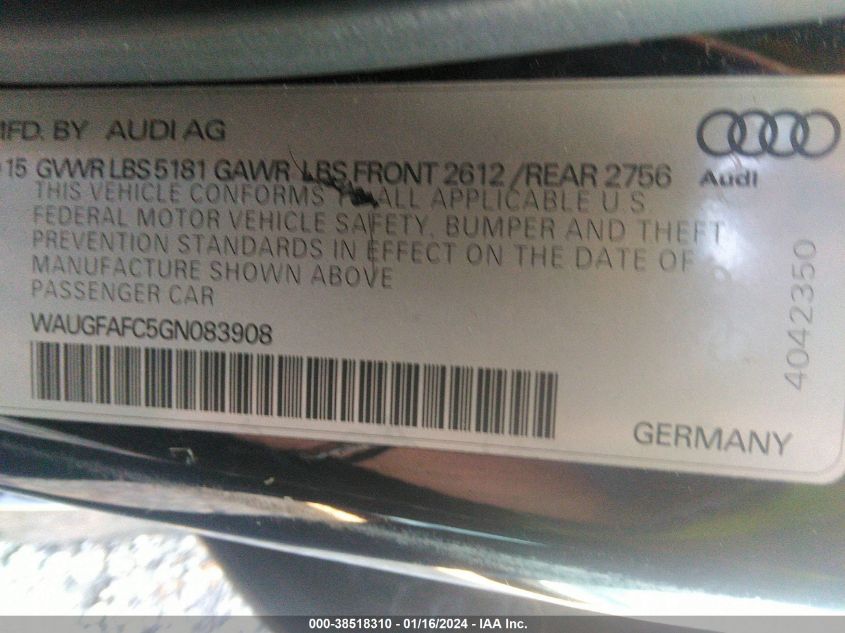 MFD. BY AUDI AG
15 GVWR LBS 5181 GAWR LBS FRONT 2612 / REAR 2756
Audi
THIS VEHICLE CONFORMS ALL APPLICABLE U S
FEDERAL MOTOR VEHICLE SAFETY, BUMPER AND THEFT
PREVENTION STANDARDS IN EFFECT ON THE DATE OF
MANUFACTURE SHOWN ABOVE
PASSENGER CAR
WAUGFAFC5GN083908
4042350
GERMANY
000-38518310 - 01/16/2024 - IAA Inc.